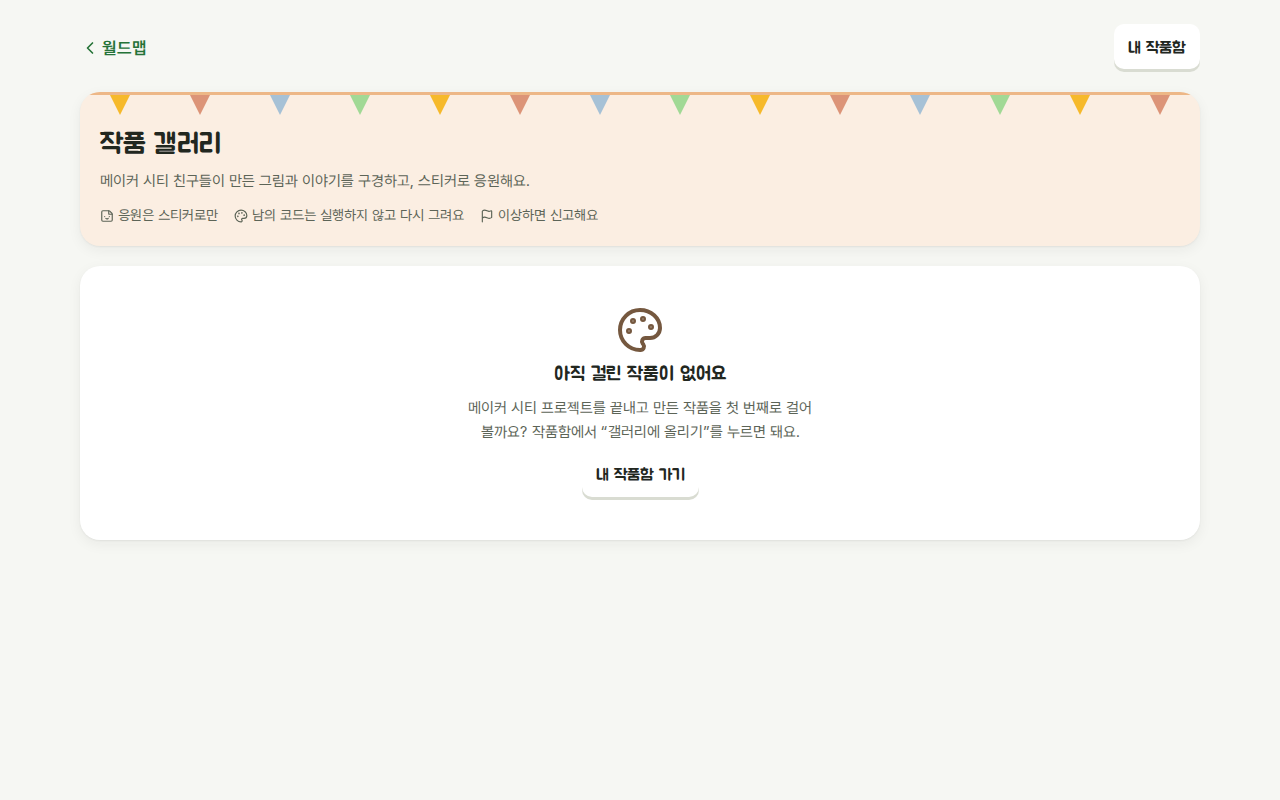 월드맵
내 작품함
작품 갤러리
메이커 시티 친구들이 만든 그림과 이야기를 구경하고, 스티커로 응원해요.
응원은 스티커로만 남의 코드는 실행하지 않고 다시 그려요 이상하면 신고해요
아직 걸린 작품이 없어요
메이커 시티 프로젝트를 끝내고 만든 작품을 첫 번째로 걸어
볼까요? 작품함에서 “갤러리에 올리기”를 누르면 돼요.
내 작품함 가기